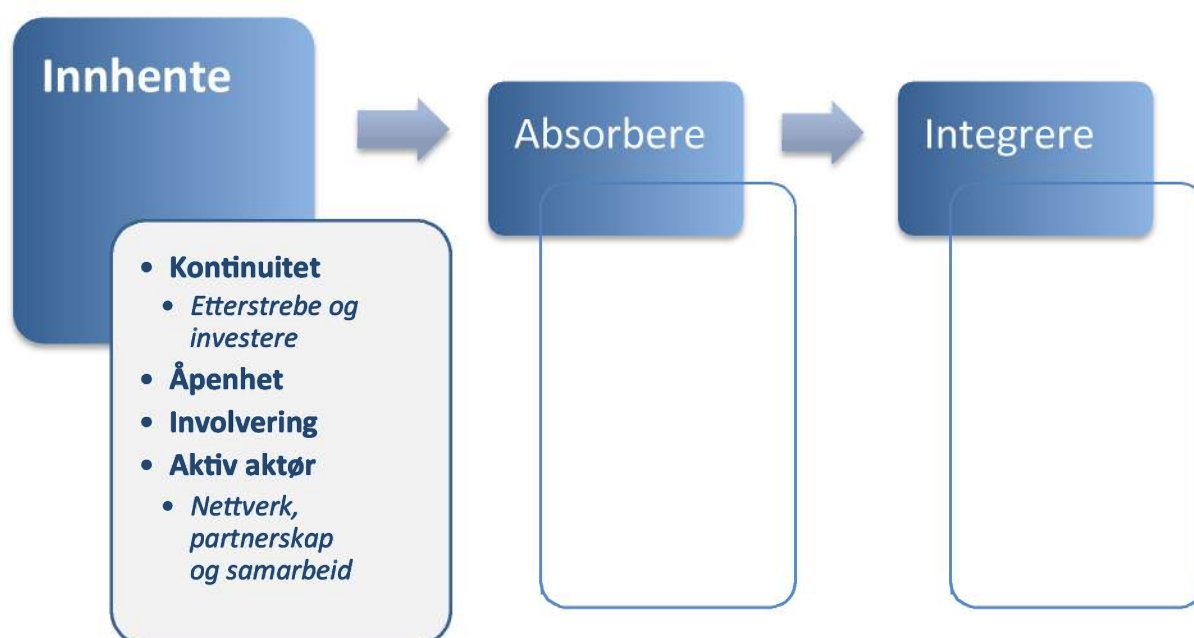 Innhente
Absorbere
Integrere
• Kontinuitet
• Etterstrebe og
investere
• Åpenhet
• Involvering
• Aktiv aktør
• Nettverk,
partnerskap
og samarbeid